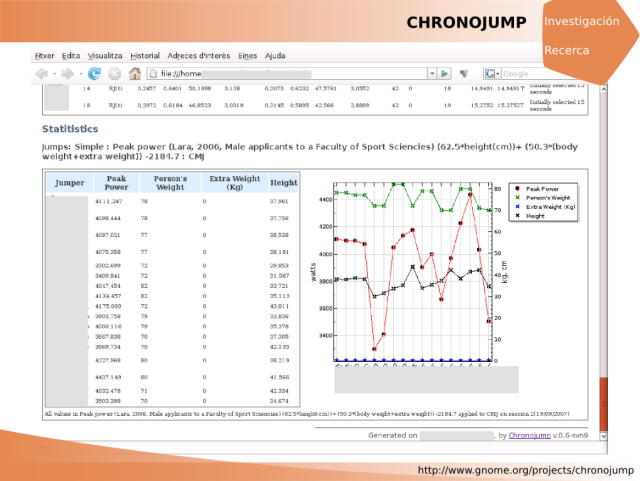 CHRONOJUMP
Investigación
Recerca
Fitxer Edita Visualitza Historial Adreces d'interès Eines Ajuda
file:///home
Google
14 RJ(t) 0,2457 0,6401 50,1898 3,138 0,2073 0,6232 47,5761 3,0552 42 0 18 14,9491 14,9491T Initially selected 15 seconds
18 RJ(t) 0,2972 0,6184 46,8523 3,0319 0,2145 0,5895 42,566 2,8889 42 0 19 15,2752 15,2752T Initially selected 15 seconds
Statitistics
Jumps: Simple : Peak power (Lara, 2006, Male applicants to a Faculty of Sport Sciencies) (62.5*height(cm))+ (50.3*(body
weight+extra weight)) -2184.7 : CMJ
Jumper Peak Power Person's Weight Extra Weight (Kg) Height
4111,247 78 0 37,961
4098,444 78 0 37,756
4097,021 77 0 38,538
4075,358 77 0 38,191
3302,699 72 0 29,853
3409,841 72 0 31,567
4047,454 82 0 33,721
4134,457 82 0 35,113
4175,099 72 0 43,811
3903,758 79 0 33,836
4000,116 79 0 35,378
3667,838 70 0 37,305
3969,734 70 0 42,135
4227,968 80 0 38,219
4437,149 80 0 41,566
4032,478 71 0 42,334
3503,398 70 0 34,674
4400
4200
4000
3800
3600
3400
watts
80
70
60
50
40
30
20
10
0
kg, cm
Peak Power
Person's Weight
Extra Weight (Kg)
Height
All values in Peak power (Lara, 2006, Male applicants to a Faculty of Sport Sciencies) (62.5*height(cm))+ (50.3*(body weight+extra weight)) -2184.7 applied to CMJ on session 2(19/09/2007)
Generated on , by Chronojump v.0.6-svn9
http://www.gnome.org/projects/chronojump